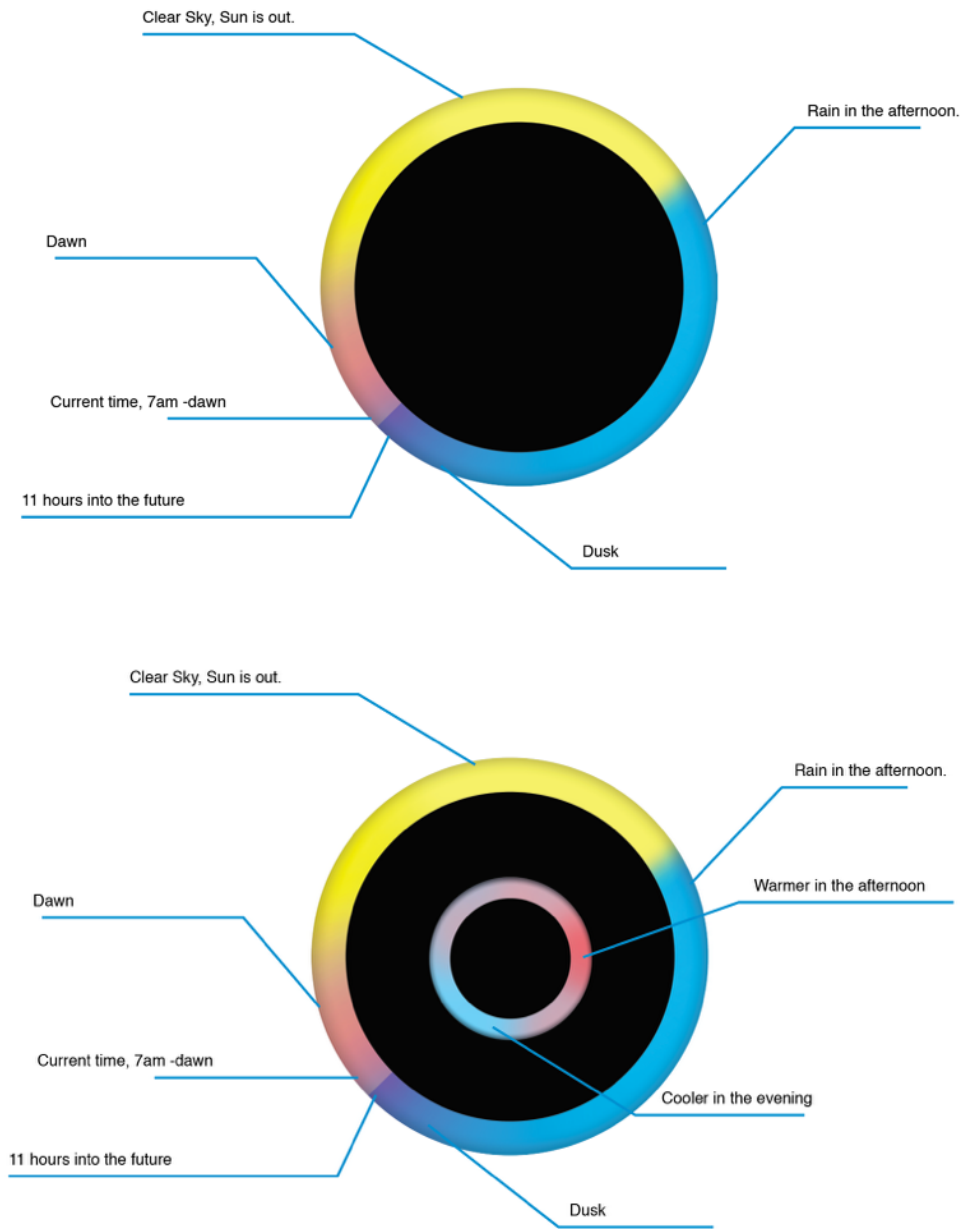 Clear Sky, Sun is out.
Rain in the afternoon.
Dawn
Current time, 7am -dawn
11 hours into the future
Dusk
Clear Sky, Sun is out.
Rain in the afternoon.
Warmer in the afternoon
Dawn
Current time, 7am -dawn
Cooler in the evening
11 hours into the future
Dusk